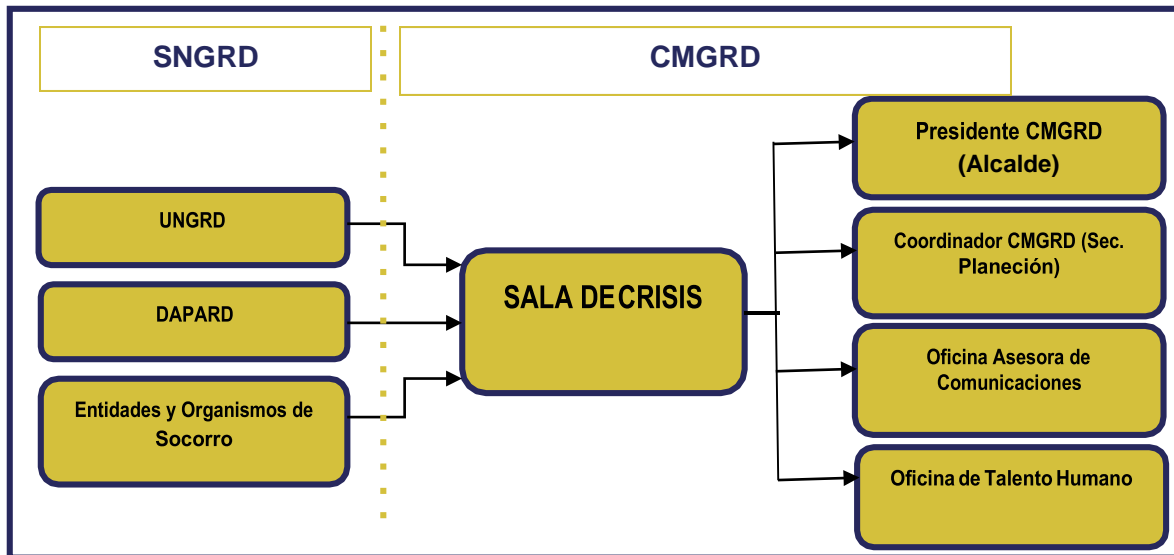 SNGRD
CMGRD
UNGRD
DAPARD
Entidades y Organismos de
Socorro
SALA DECRISIS
Presidente CMGRD
(Alcalde)
Coordinador CMGRD (Sec.
Planeción)
Oficina Asesora de
Comunicaciones
Oficina de Talento Humano